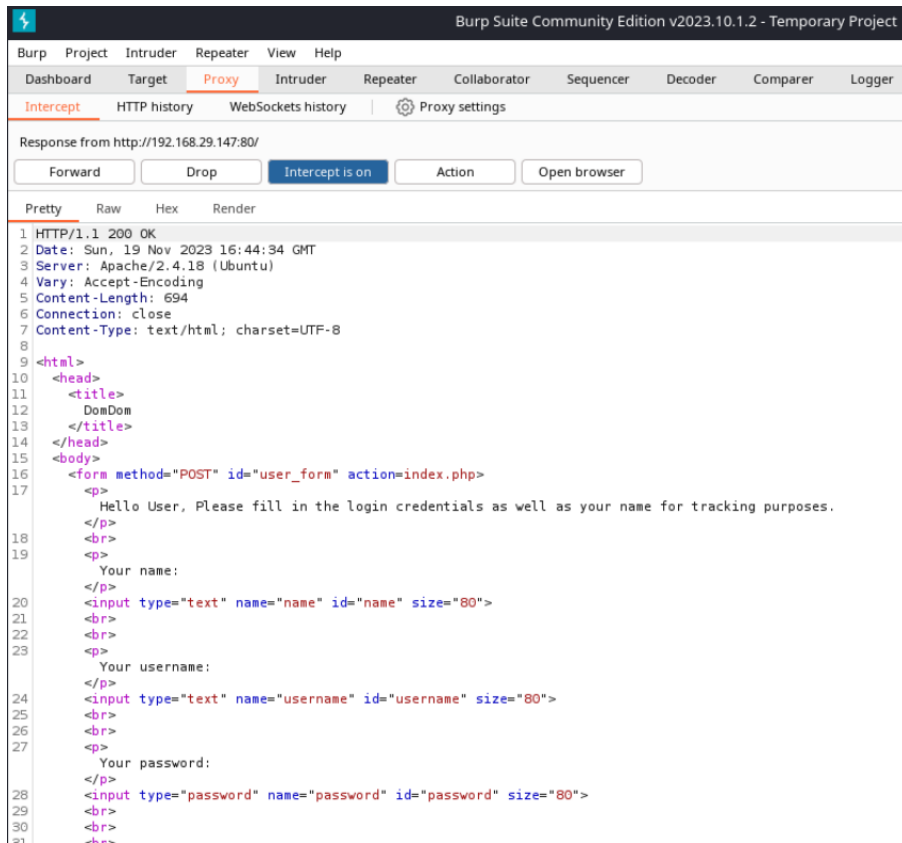 Burp Suite Community Edition v2023.10.1.2 - Temporary Project
Burp Project Intruder Repeater View Help
Dashboard Target Proxy Intruder Repeater Collaborator Sequencer Decoder Comparer Logger
Intercept HTTP history WebSockets history Proxy settings
Response from http://192.168.29.147:80/
Forward Drop Intercept is on Action Open browser
Pretty Raw Hex Render
1 HTTP/1.1 200 OK
2 Date: Sun, 19 Nov 2023 16:44:34 GMT
3 Server: Apache/2.4.18 (Ubuntu)
4 Vary: Accept-Encoding
5 Content-Length: 694
6 Connection: close
7 Content-Type: text/html; charset=UTF-8
8
9 <html>
10 <head>
11 <title>
12 DomDom
13 </title>
14 </head>
15 <body>
16 <form method="POST" id="user_form" action=index.php>
17 <p>
Hello User, Please fill in the login credentials as well as your name for tracking purposes.
</p>
18 <br>
19 <p>
Your name:
</p>
20 <input type="text" name="name" id="name" size="80">
21 <br>
22 <br>
23 <p>
Your username:
</p>
24 <input type="text" name="username" id="username" size="80">
25 <br>
26 <br>
27 <p>
Your password:
</p>
28 <input type="password" name="password" id="password" size="80">
29 <br>
30 <br>
31 <br>